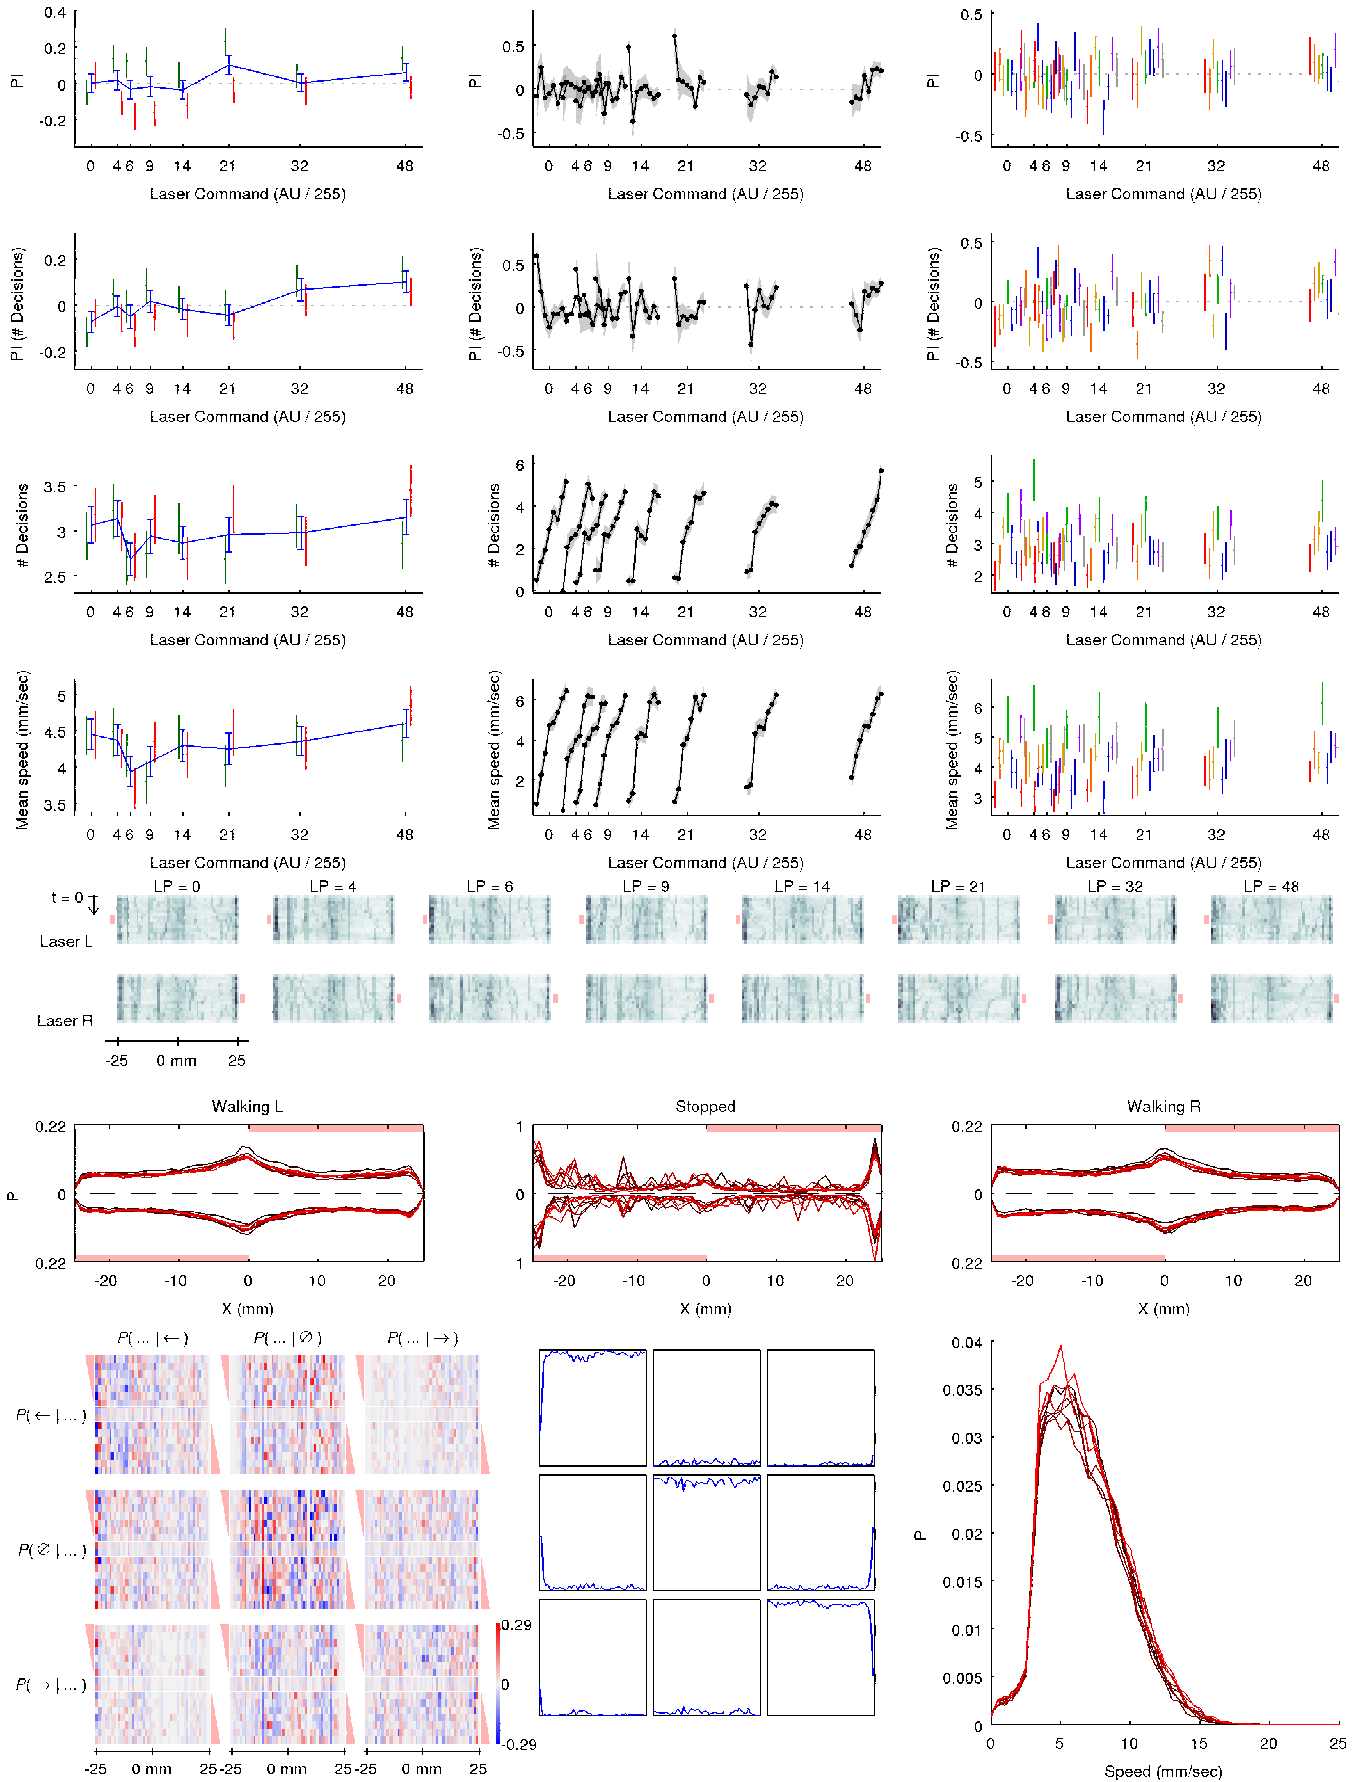 0.4
0.2
0
-0.2
PI
0 4 6 9 14 21 32 48
Laser Command (AU / 255)
0.5
0
-0.5
PI
0 4 6 9 14 21 32 48
Laser Command (AU / 255)
0.5
0
-0.5
PI
0 4 6 9 14 21 32 48
Laser Command (AU / 255)
0.2
0
-0.2
PI (# Decisions)
0 4 6 9 14 21 32 48
Laser Command (AU / 255)
0.5
0
-0.5
PI (# Decisions)
0 4 6 9 14 21 32 48
Laser Command (AU / 255)
0.5
0
-0.5
PI (# Decisions)
0 4 6 9 14 21 32 48
Laser Command (AU / 255)
3.5
3
2.5
# Decisions
0 4 6 9 14 21 32 48
Laser Command (AU / 255)
6
4
2
0
# Decisions
0 4 6 9 14 21 32 48
Laser Command (AU / 255)
5
4
3
2
# Decisions
0 4 6 9 14 21 32 48
Laser Command (AU / 255)
5
4.5
4
3.5
Mean speed (mm/sec)
0 4 6 9 14 21 32 48
Laser Command (AU / 255)
6
4
2
Mean speed (mm/sec)
0 4 6 9 14 21 32 48
Laser Command (AU / 255)
6
5
4
3
Mean speed (mm/sec)
0 4 6 9 14 21 32 48
Laser Command (AU / 255)
LP = 0 LP = 4 LP = 6 LP = 9 LP = 14 LP = 21 LP = 32 LP = 48
t = 0
Laser L
Laser R
-25 0 mm 25
Walking L
0.22
0
0.22
P
-20 -10 0 10 20
X (mm)
Stopped
1
0
1
-20 -10 0 10 20
X (mm)
Walking R
0.22
0
0.22
-20 -10 0 10 20
X (mm)
P( ... | ← ) P( ... | ∅ ) P( ... | → )
P( ← | ... )
P( ∅ | ... )
P( → | ... )
0.29
0
-0.29
-25 0 mm 25 -25 0 mm 25 -25 0 mm 25
0.04
0.035
0.03
0.025
0.02
0.015
0.01
0.005
0
P
0 5 10 15 20 25
Speed (mm/sec)